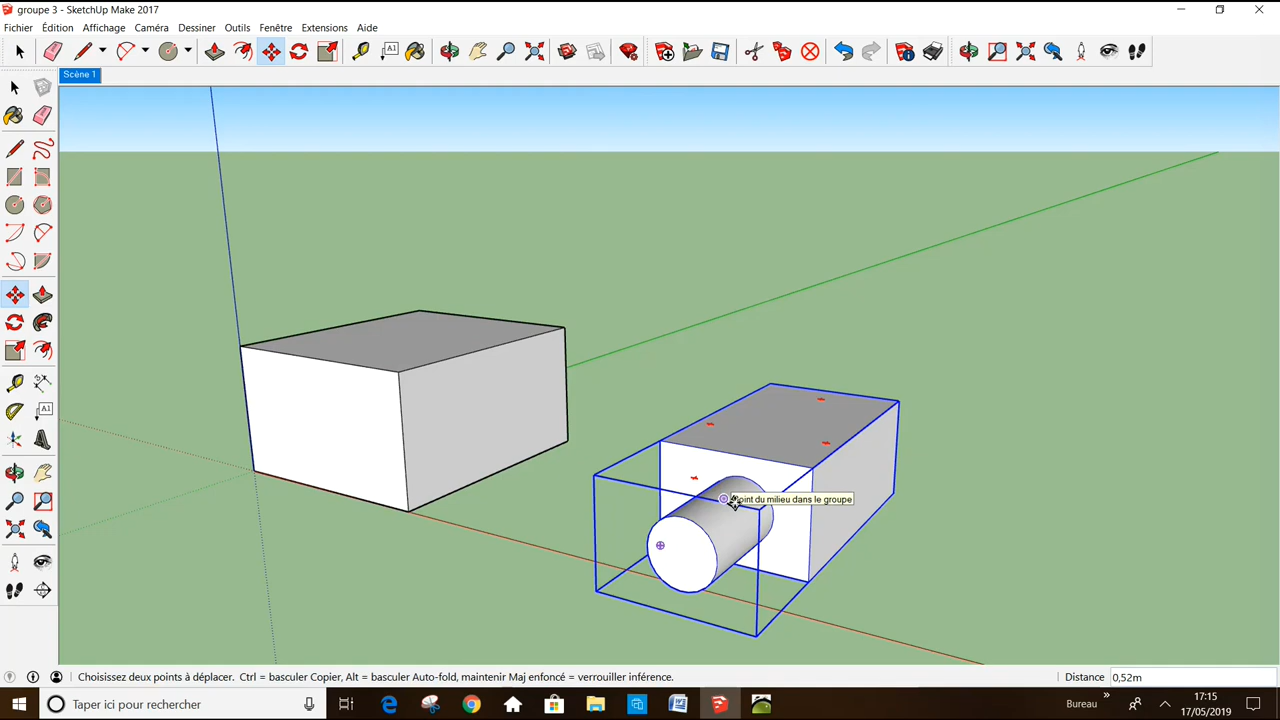 groupe 3 - SketchUp Make 2017
Fichier Édition Affichage Caméra Dessiner Outils Fenêtre Extensions Aide
A1
Scène 1
A1
Point du milieu dans le groupe
Choisissez deux points à déplacer. Ctrl = basculer Copier, Alt = basculer Auto-fold, maintenir Maj enfoncé = verrouiller inférence.
Distance 0,52m
Taper ici pour rechercher
Bureau
17:15
17/05/2019